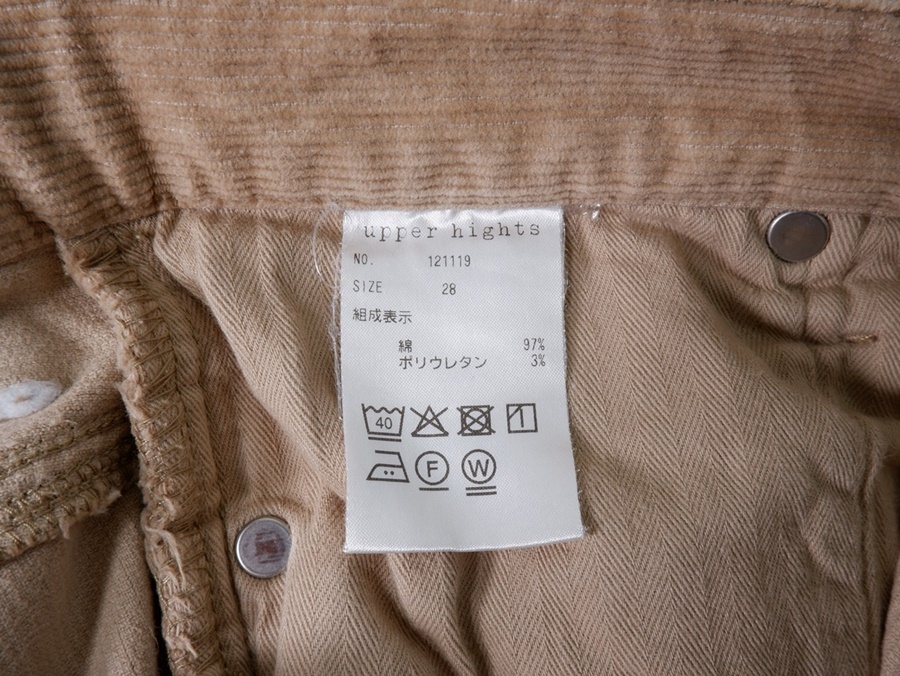 upper hights
NO. 121119
SIZE 28
組成表示
綿 97%
ポリウレタン 3%
40
F W